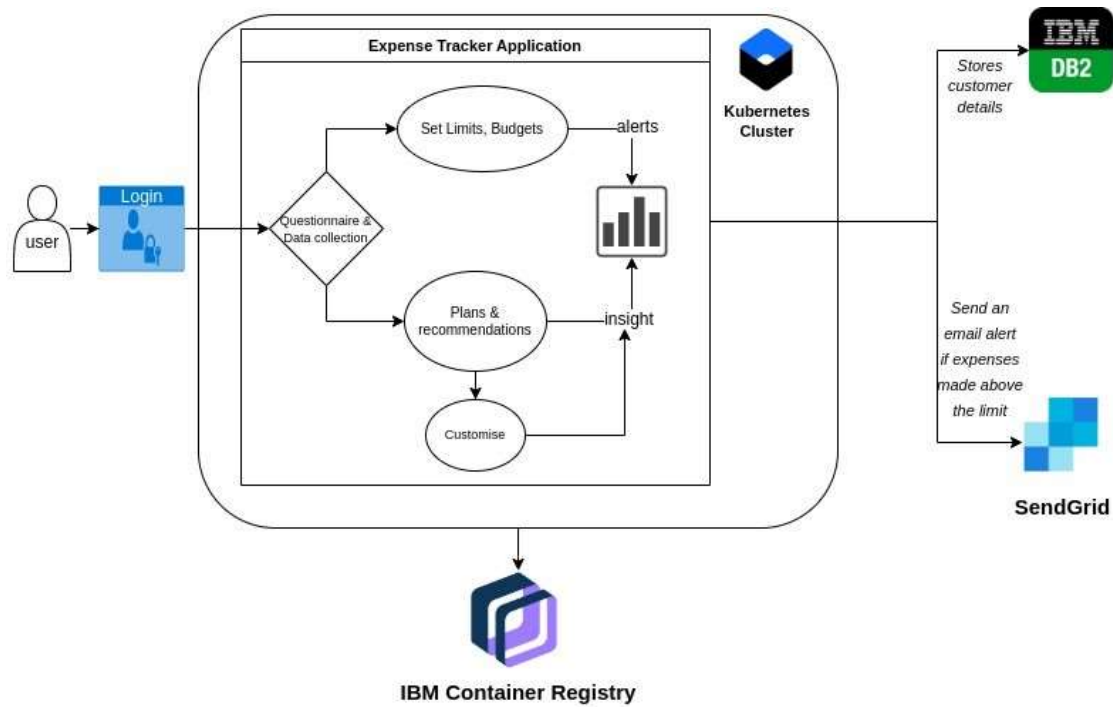 Expense Tracker Application
Kubernetes
Cluster
IBM
DB2
Stores
customer
details
Set Limits, Budgets
alerts
Login
user
Questionnaire &
Data collection
Plans &
recommendations
insight
Customise
Send an
email alert
if expenses
made above
the limit
SendGrid
IBM Container Registry